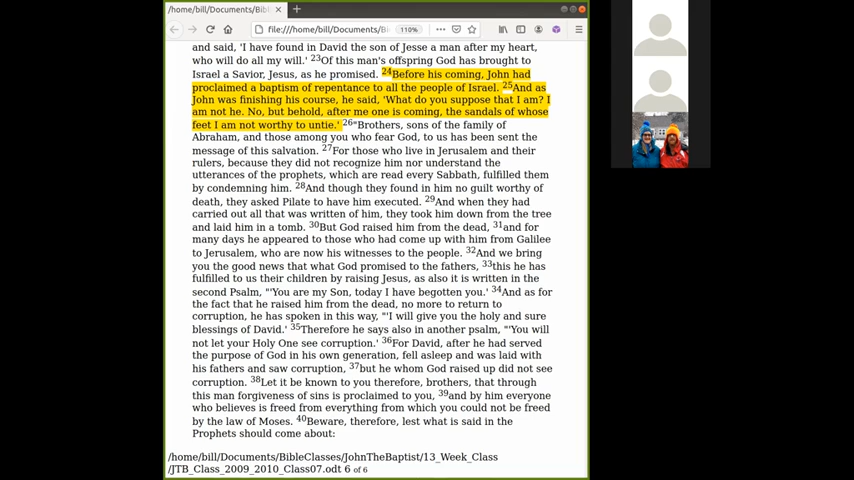 /home/bill/Documents/Bibl
file:///home/bill/Documents/Bi
110%
and said, 'I have found in David the son of Jesse a man after my heart,
who will do all my will.' 23Of this man's offspring God has brought to
Israel a Savior, Jesus, as he promised. 24Before his coming, John had
proclaimed a baptism of repentance to all the people of Israel. 25And as
John was finishing his course, he said, 'What do you suppose that I am? I
am not he. No, but behold, after me one is coming, the sandals of whose
feet I am not worthy to untie.' 26"Brothers, sons of the family of
Abraham, and those among you who fear God, to us has been sent the
message of this salvation. 27For those who live in Jerusalem and their
rulers, because they did not recognize him nor understand the
utterances of the prophets, which are read every Sabbath, fulfilled them
by condemning him. 28And though they found in him no guilt worthy of
death, they asked Pilate to have him executed. 29And when they had
carried out all that was written of him, they took him down from the tree
and laid him in a tomb. 30But God raised him from the dead, 31and for
many days he appeared to those who had come up with him from Galilee
to Jerusalem, who are now his witnesses to the people. 32And we bring
you the good news that what God promised to the fathers, 33this he has
fulfilled to us their children by raising Jesus, as also it is written in the
second Psalm, "'You are my Son, today I have begotten you.' 34And as for
the fact that he raised him from the dead, no more to return to
corruption, he has spoken in this way, "'I will give you the holy and sure
blessings of David.' 35Therefore he says also in another psalm, "'You will
not let your Holy One see corruption.' 36For David, after he had served
the purpose of God in his own generation, fell asleep and was laid with
his fathers and saw corruption, 37but he whom God raised up did not see
corruption. 38Let it be known to you therefore, brothers, that through
this man forgiveness of sins is proclaimed to you, 39and by him everyone
who believes is freed from everything from which you could not be freed
by the law of Moses. 40Beware, therefore, lest what is said in the
Prophets should come about:
/home/bill/Documents/BibleClasses/JohnTheBaptist/13_Week_Class
/JTB_Class_2009_2010_Class07.odt 6 of 6